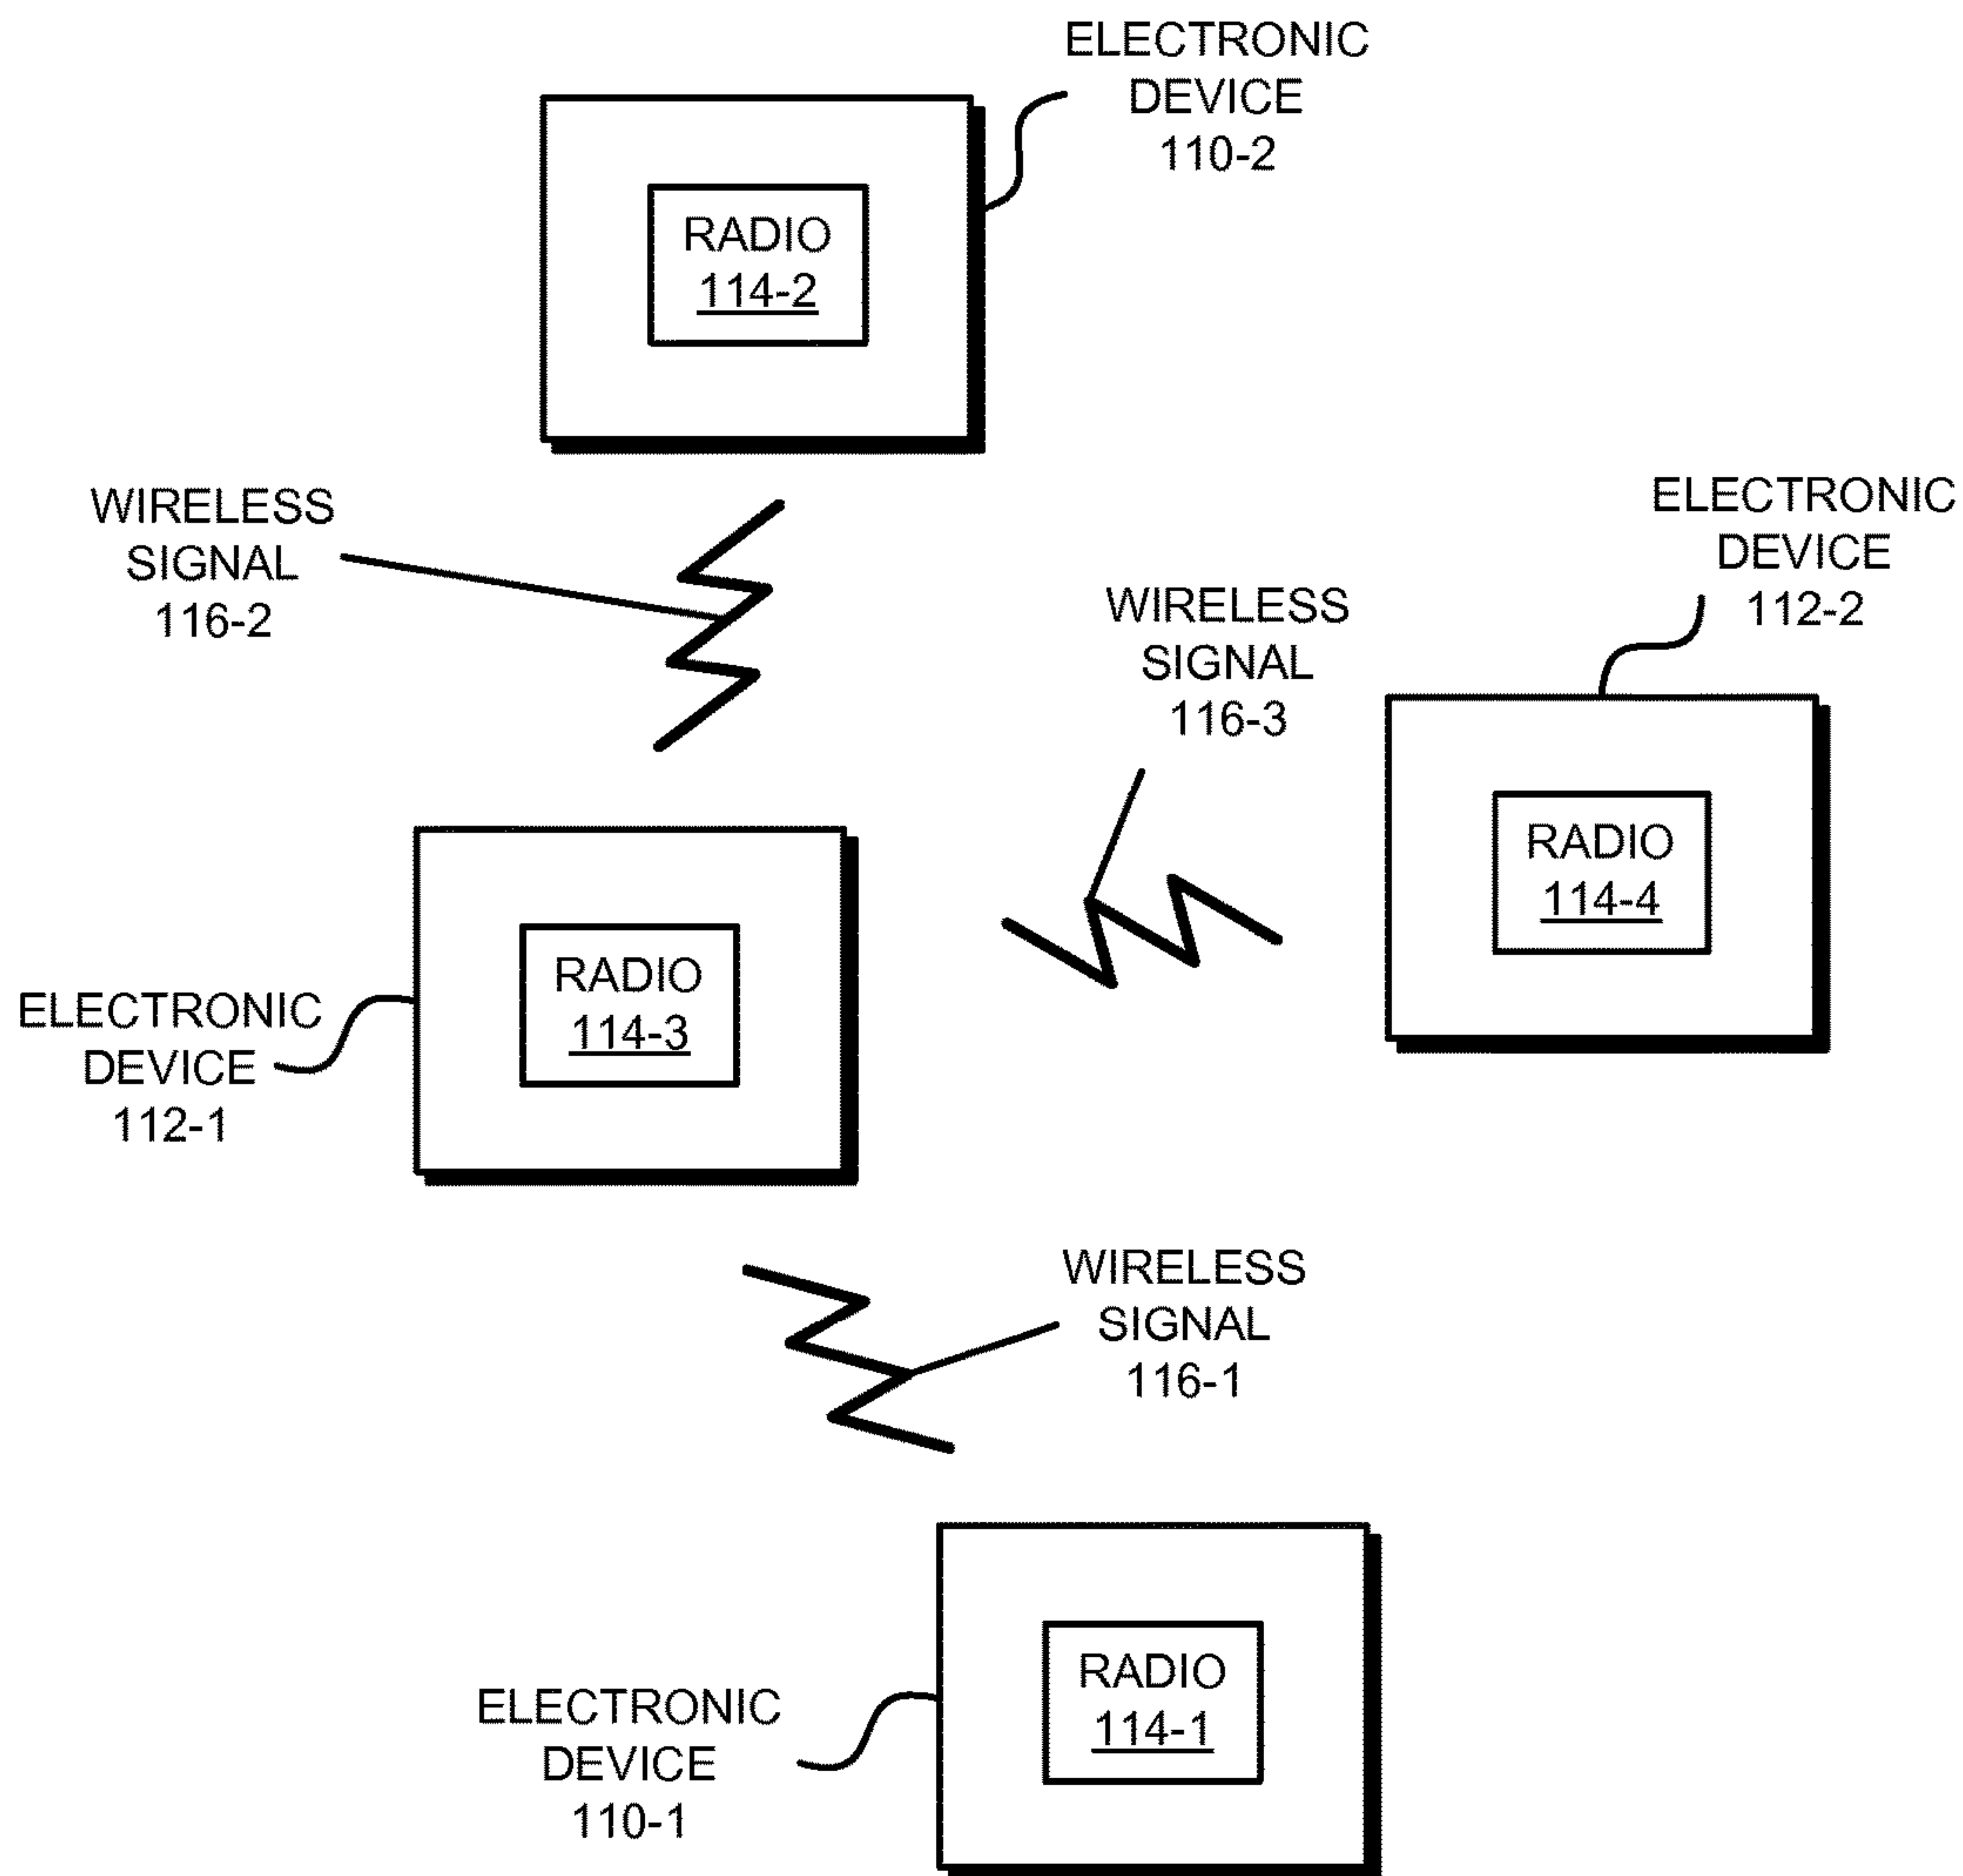 ELECTRONIC
DEVICE
110-2
RADIO
114-2
WIRELESS
SIGNAL
116-2
ELECTRONIC
DEVICE
112-2
WIRELESS
SIGNAL
116-3
RADIO
114-4
RADIO
114-3
ELECTRONIC
DEVICE
112-1
WIRELESS
SIGNAL
116-1
RADIO
114-1
ELECTRONIC
DEVICE
110-1